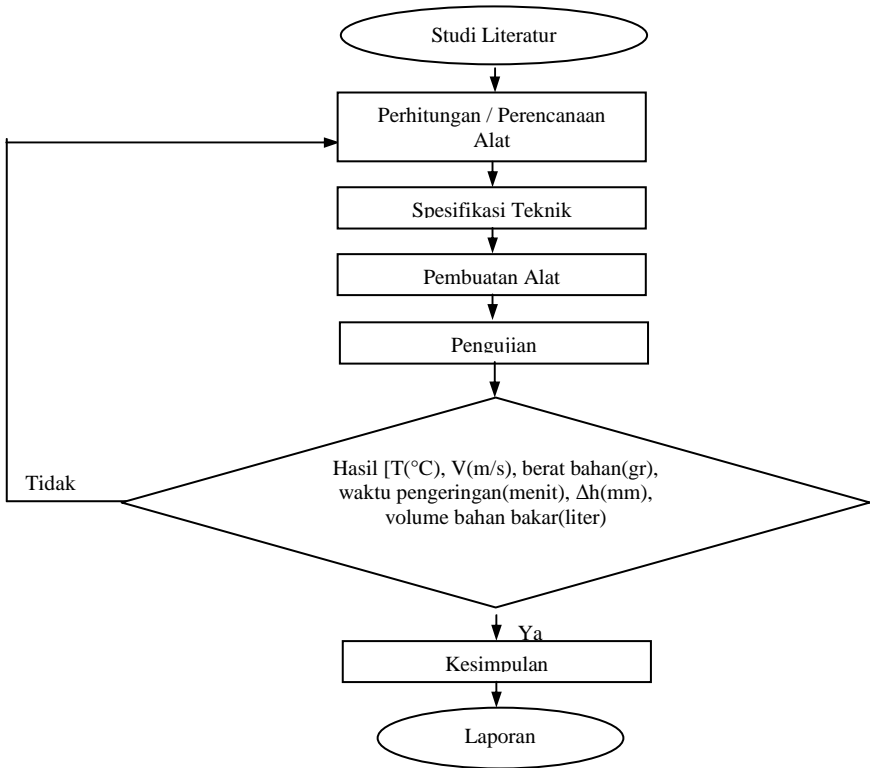 Studi Literatur
Perhitungan / Perencanaan
Alat
Spesifikasi Teknik
Pembuatan Alat
Pengujian
Hasil [T(°C), V(m/s), berat bahan(gr),
waktu pengeringan(menit), Δh(mm),
volume bahan bakar(liter)
Tidak
Ya
Kesimpulan
Laporan